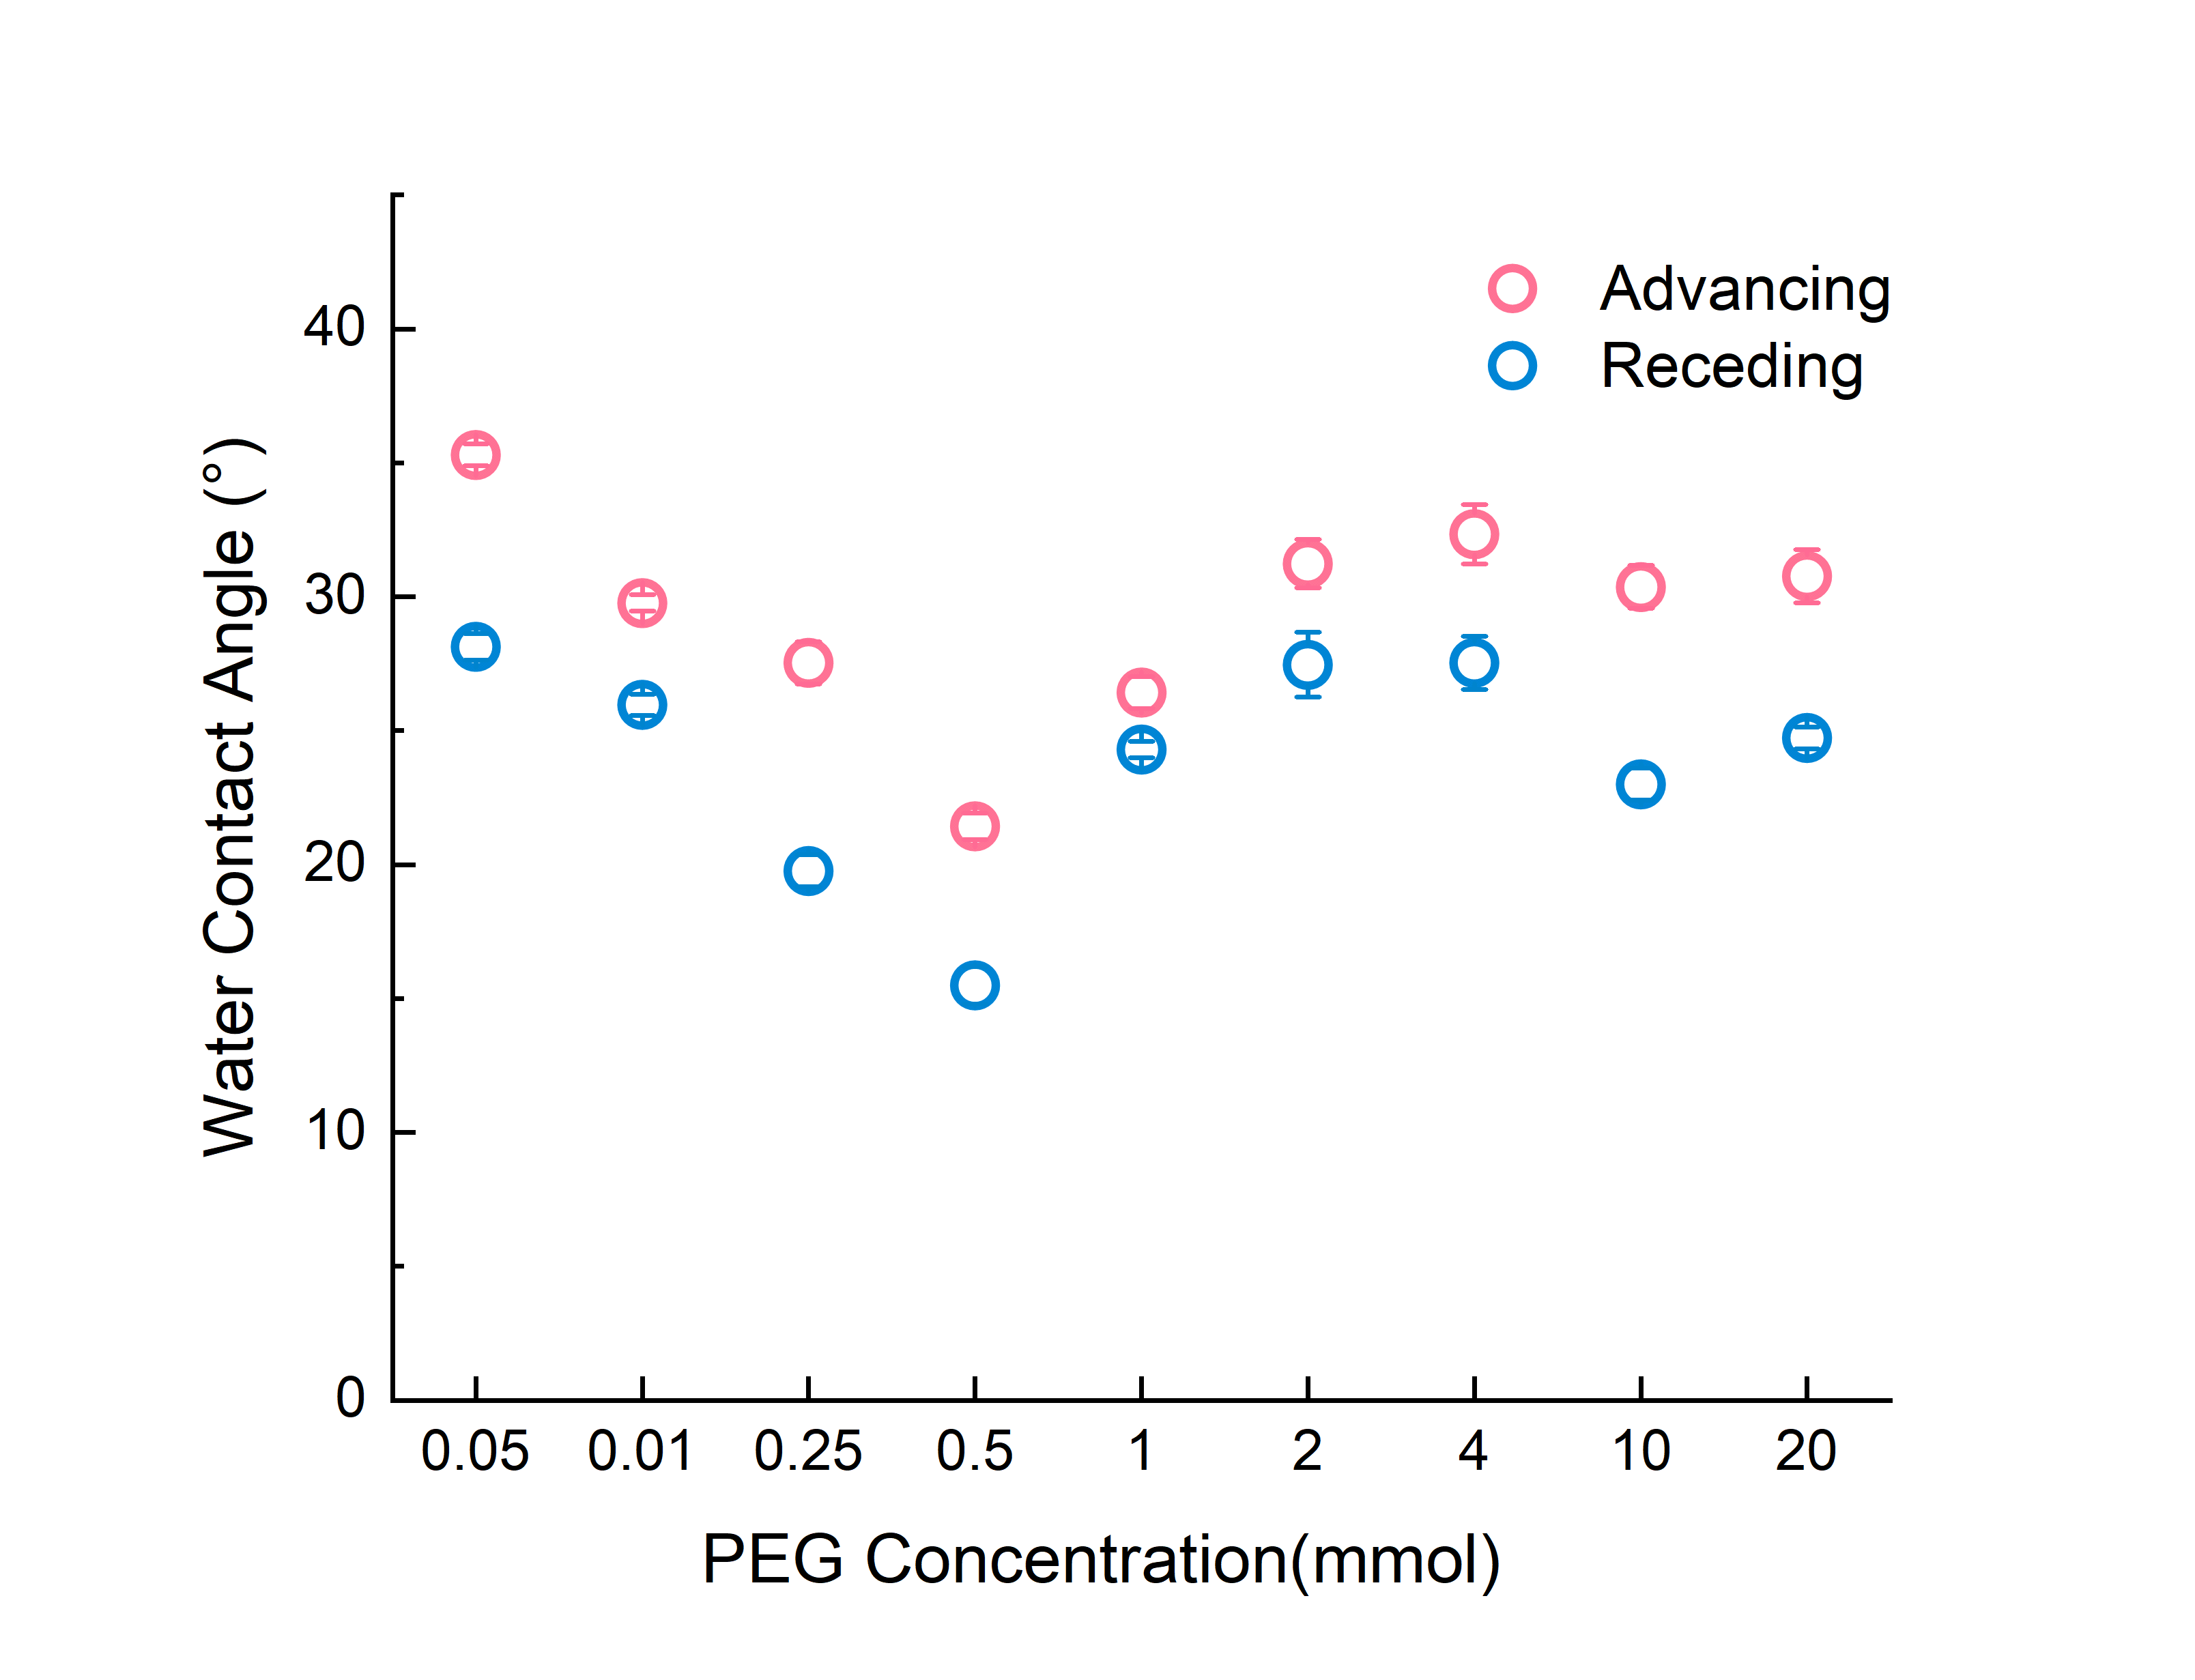 Advancing
Receding
Water Contact Angle (°)
40
30
20
10
0
0.05 0.01 0.25 0.5 1 2 4 10 20
PEG Concentration(mmol)